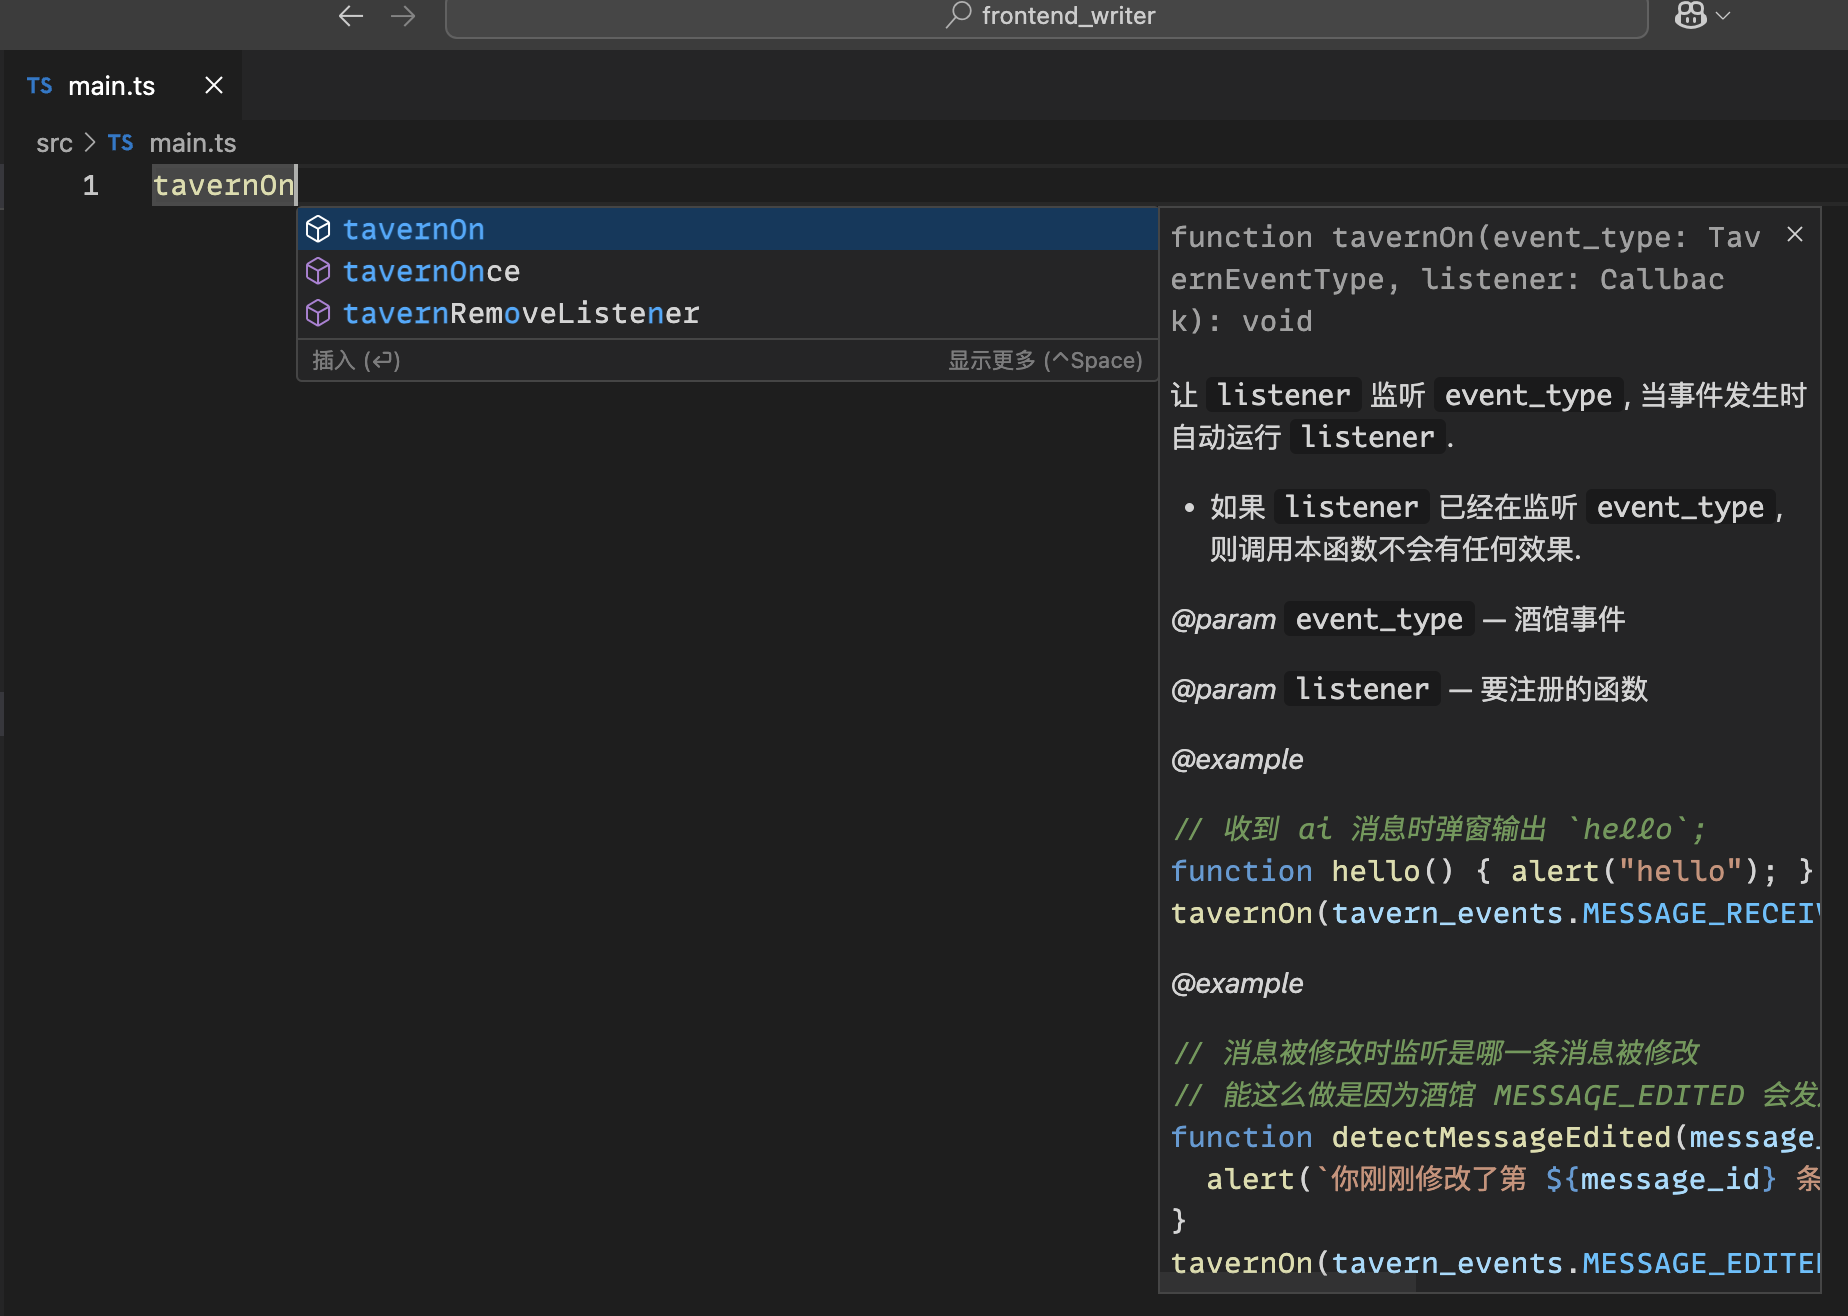 frontend_writer
TS main.ts
src > TS main.ts
1 tavernOn
tavernOn
tavernOnce
tavernRemoveListener
插入 (⏎)
显示更多 (^Space)
function tavernOn(event_type: Tav
ernEventType, listener: Callbac
k): void
让 listener 监听 event_type, 当事件发生时
自动运行 listener.
• 如果 listener 已经在监听 event_type,
则调用本函数不会有任何效果.
@param event_type — 酒馆事件
@param listener — 要注册的函数
@example
// 收到 ai 消息时弹窗输出 `hello`;
function hello() { alert("hello"); }
tavernOn(tavern_events.MESSAGE_RECEI
@example
// 消息被修改时监听是哪一条消息被修改
// 能这么做是因为酒馆 MESSAGE_EDITED 会发
function detectMessageEdited(message_
alert(`你刚刚修改了第 ${message_id} 条
}
tavernOn(tavern_events.MESSAGE_EDITE